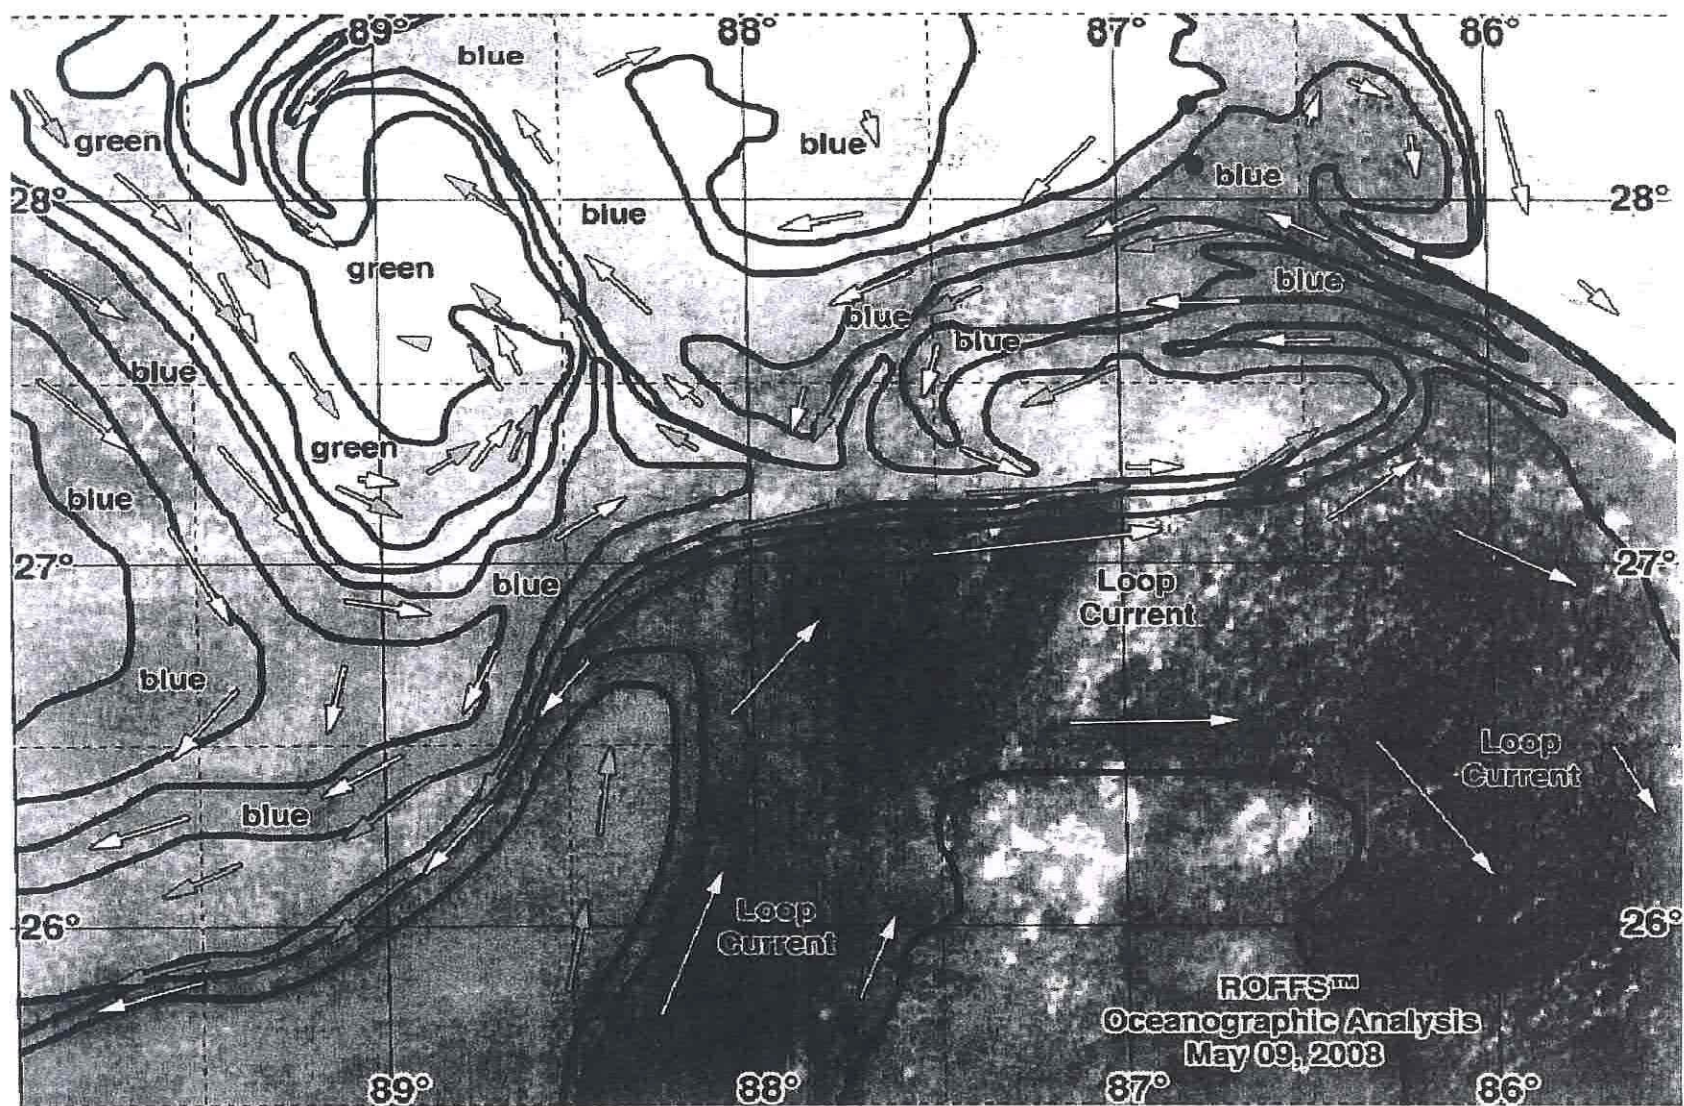 89° 88° 87° 86°
blue
green
blue
blue
28°
blue
28°
green
blue
blue
blue
blue
green
blue
27°
blue
Loop
Current
27°
blue
Loop
Current
blue
26°
Loop
Current
26°
ROFFS™
Oceanographic Analysis
May 09, 2008
89° 88° 87° 86°